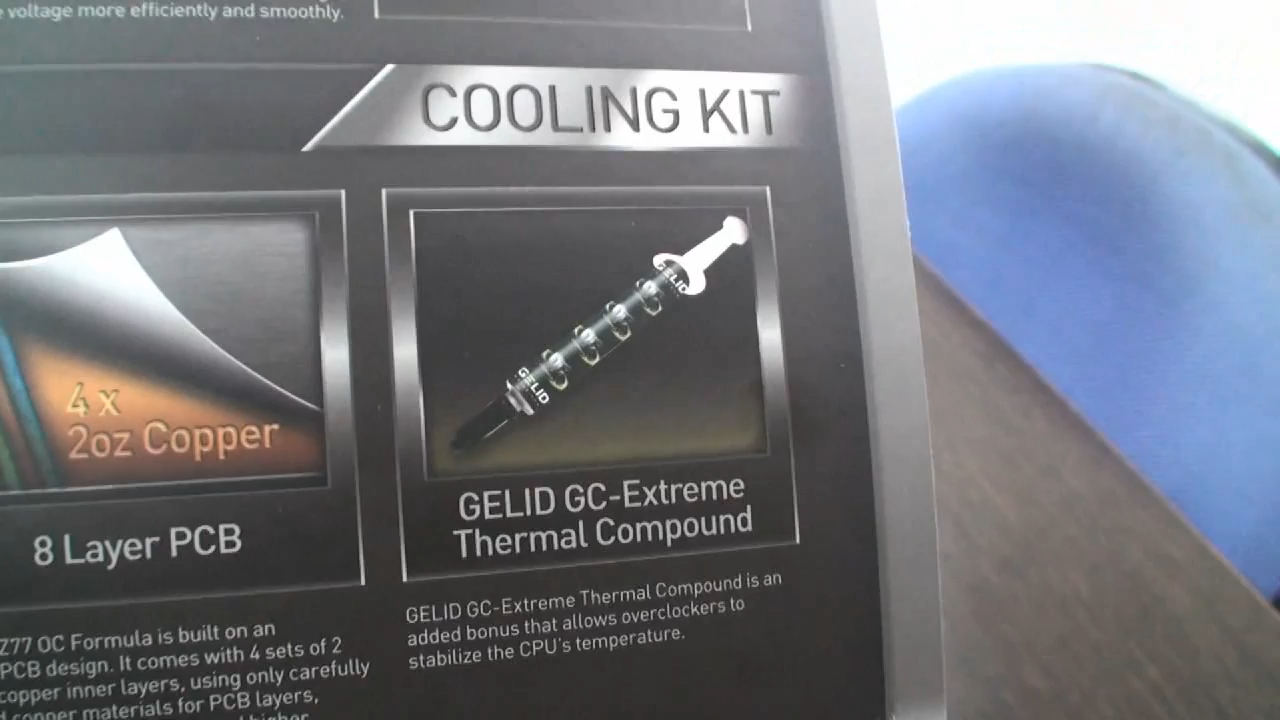 voltage more efficiently and smoothly.
COOLING KIT
GELID
GELID
4 x
2oz Copper
8 Layer PCB
Z77 OC Formula is built on an
PCB design. It comes with 4 sets of 2
copper inner layers, using only carefully
copper materials for PCB layers,
higher
GELID GC-Extreme
Thermal Compound
GELID GC-Extreme Thermal Compound is an
added bonus that allows overclockers to
stabilize the CPU's temperature.